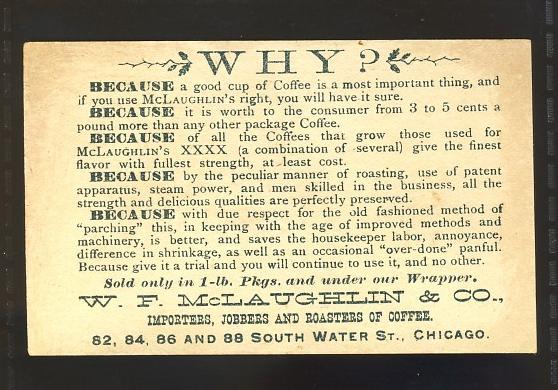 WHY?
BECAUSE a good cup of Coffee is a most important thing, and
if you use McLAUGHLIN'S right, you will have it sure.
BECAUSE it is worth to the consumer from 3 to 5 cents a
pound more than any other package Coffee.
BECAUSE of all the Coffees that grow those used for
McLAUGHLIN'S XXXX (a combination of several) give the finest
flavor with fullest strength, at least cost.
BECAUSE by the peculiar manner of roasting, use of patent
apparatus, steam power, and men skilled in the business, all the
strength and delicious qualities are perfectly preserved.
BECAUSE with due respect for the old fashioned method of
"parching" this, in keeping with the age of improved methods and
machinery, is better, and saves the housekeeper labor, annoyance,
difference in shrinkage, as well as an occasional "over-done" panful.
Because give it a trial and you will continue to use it, and no other.
Sold only in 1-lb. Pkgs. and under our Wrapper.
W. F. McLAUGHLIN & CO.,
IMPORTERS, JOBBERS AND ROASTERS OF COFFEE.
82, 84, 86 AND 88 SOUTH WATER ST., CHICAGO.